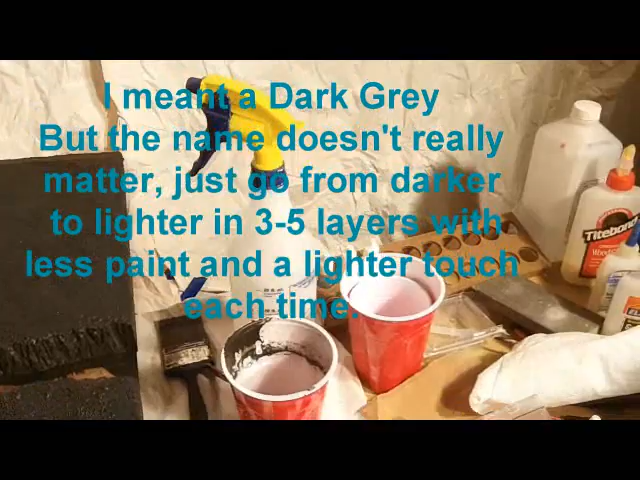 I meant a Dark Grey
But the name doesn't really
matter, just go from darker
to lighter in 3-5 layers with
less paint and a lighter touch
each time.
Titebond